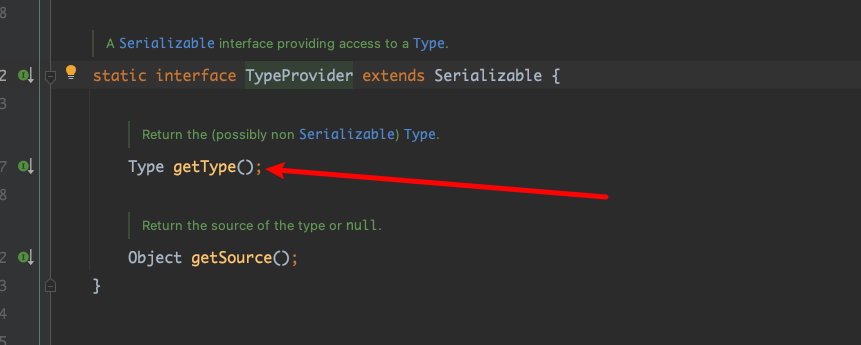 8
A Serializable interface providing access to a Type.
2 static interface TypeProvider extends Serializable {
3
Return the (possibly non Serializable) Type.
7 Type getType();
8
Return the source of the type or null.
2 Object getSource();
3 }
4
5